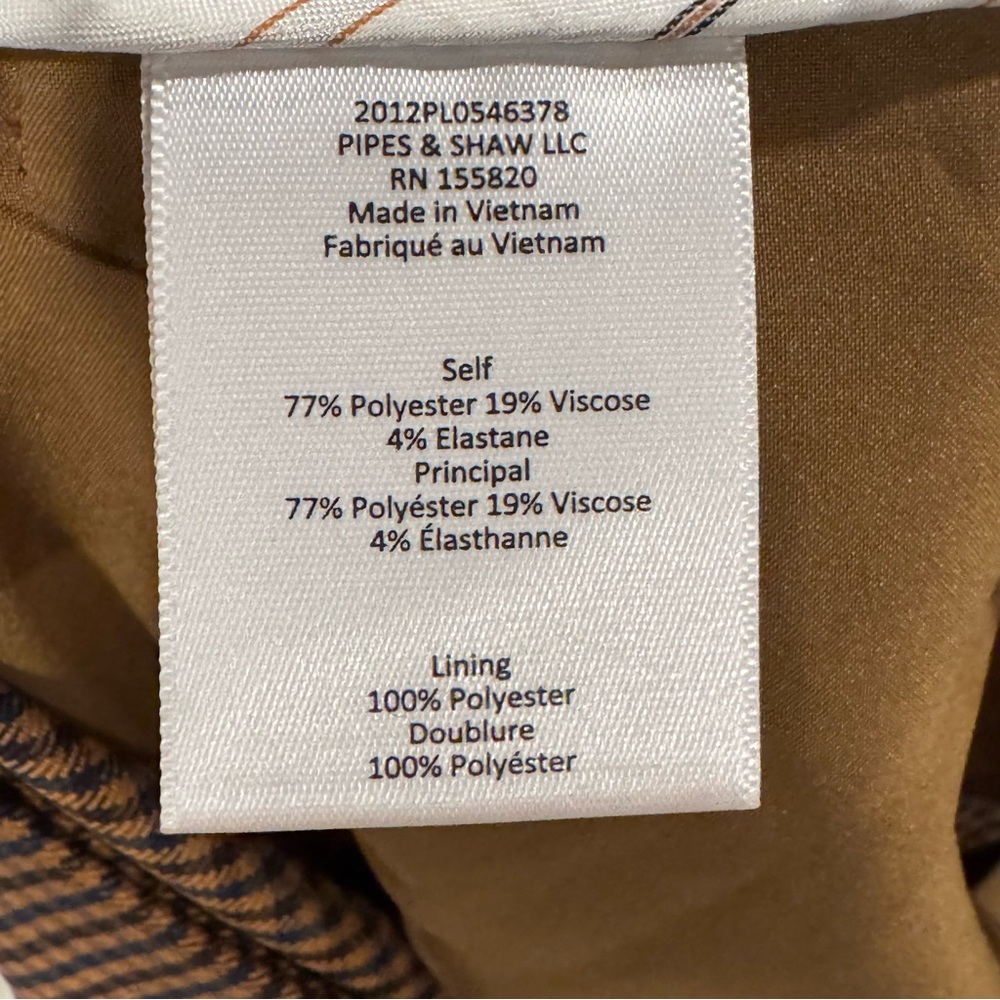 2012PL0546378
PIPES & SHAW LLC
RN 155820
Made in Vietnam
Fabriqué au Vietnam
Self
77% Polyester 19% Viscose
4% Elastane
Principal
77% Polyéster 19% Viscose
4% Élasthanne
Lining
100% Polyester
Doublure
100% Polyéster